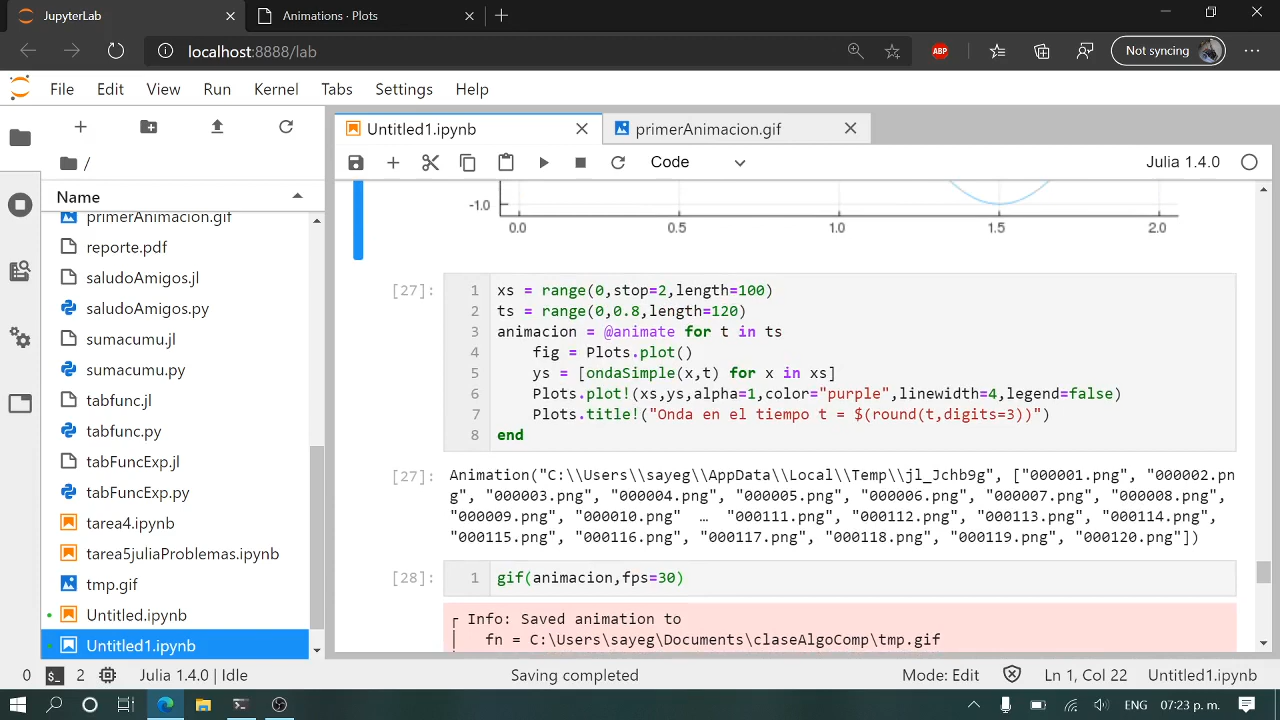 JupyterLab
Animations · Plots
localhost:8888/lab
ABP
Not syncing
File Edit View Run Kernel Tabs Settings Help
Untitled1.ipynb
primerAnimacion.gif
Code
Julia 1.4.0
/
Name
primerAnimacion.gif
reporte.pdf
saludoAmigos.jl
saludoAmigos.py
sumacumu.jl
sumacumu.py
tabfunc.jl
tabfunc.py
tabFuncExp.jl
tabFuncExp.py
tarea4.ipynb
tarea5juliaProblemas.ipynb
tmp.gif
Untitled.ipynb
Untitled1.ipynb
-1.0
0.0 0.5 1.0 1.5 2.0
[27]:
1 xs = range(0,stop=2,length=100)
2 ts = range(0,0.8,length=120)
3 animacion = @animate for t in ts
4 fig = Plots.plot()
5 ys = [ondaSimple(x,t) for x in xs]
6 Plots.plot!(xs,ys,alpha=1,color="purple",linewidth=4,legend=false)
7 Plots.title!("Onda en el tiempo t = $(round(t,digits=3))")
8 end
[27]: Animation("C:\\Users\\sayeg\\AppData\\Local\\Temp\\jl_Jchb9g", ["000001.png", "000002.pn
g", "000003.png", "000004.png", "000005.png", "000006.png", "000007.png", "000008.png",
"000009.png", "000010.png" … "000111.png", "000112.png", "000113.png", "000114.png",
"000115.png", "000116.png", "000117.png", "000118.png", "000119.png", "000120.png"])
[28]: 1 gif(animacion,fps=30)
┌ Info: Saved animation to
│ fn = C:\Users\sayeg\Documents\claseAlgoComp\tmp.gif
0 $_ 2 Julia 1.4.0 | Idle Saving completed Mode: Edit Ln 1, Col 22 Untitled1.ipynb
ENG 07:23 p. m.